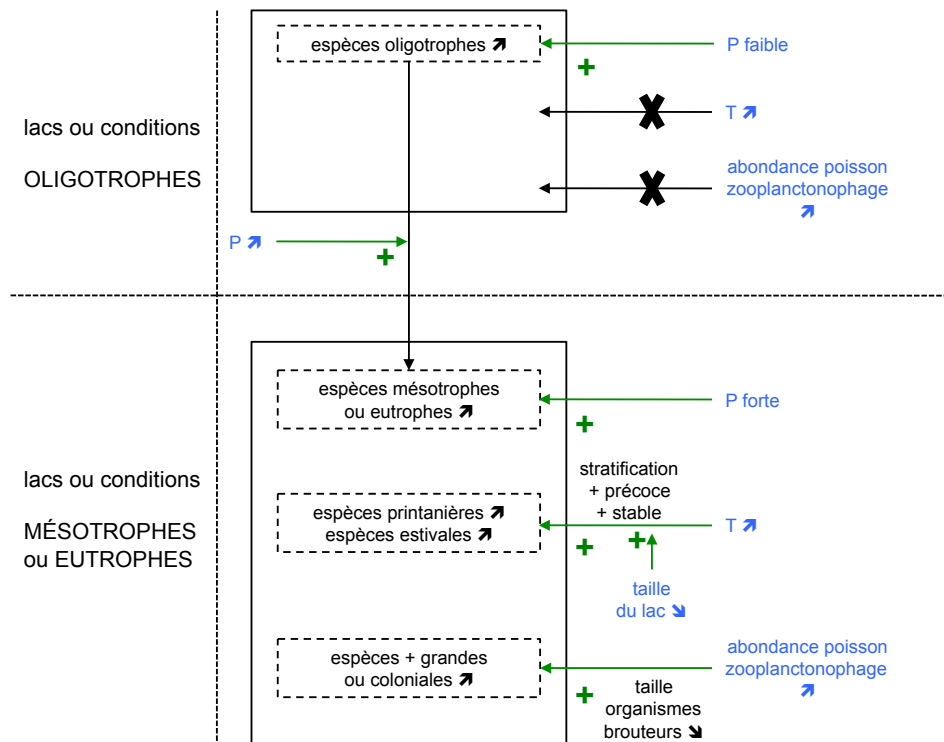 espèces oligotrophes ↗
P faible
+
lacs ou conditions
OLIGOTROPHES
T ↗
abondance poisson
zooplanctonophage
↗
P ↗
+
espèces mésotrophes
ou eutrophes ↗
P forte
+
lacs ou conditions
MÉSOTROPHES
ou EUTROPHES
stratification
+ précoce
+ stable
espèces printanières ↗
espèces estivales ↗
T ↗
+
+
taille
du lac ↘
espèces + grandes
ou coloniales ↗
abondance poisson
zooplanctonophage
↗
+
taille
organismes
brouteurs ↘